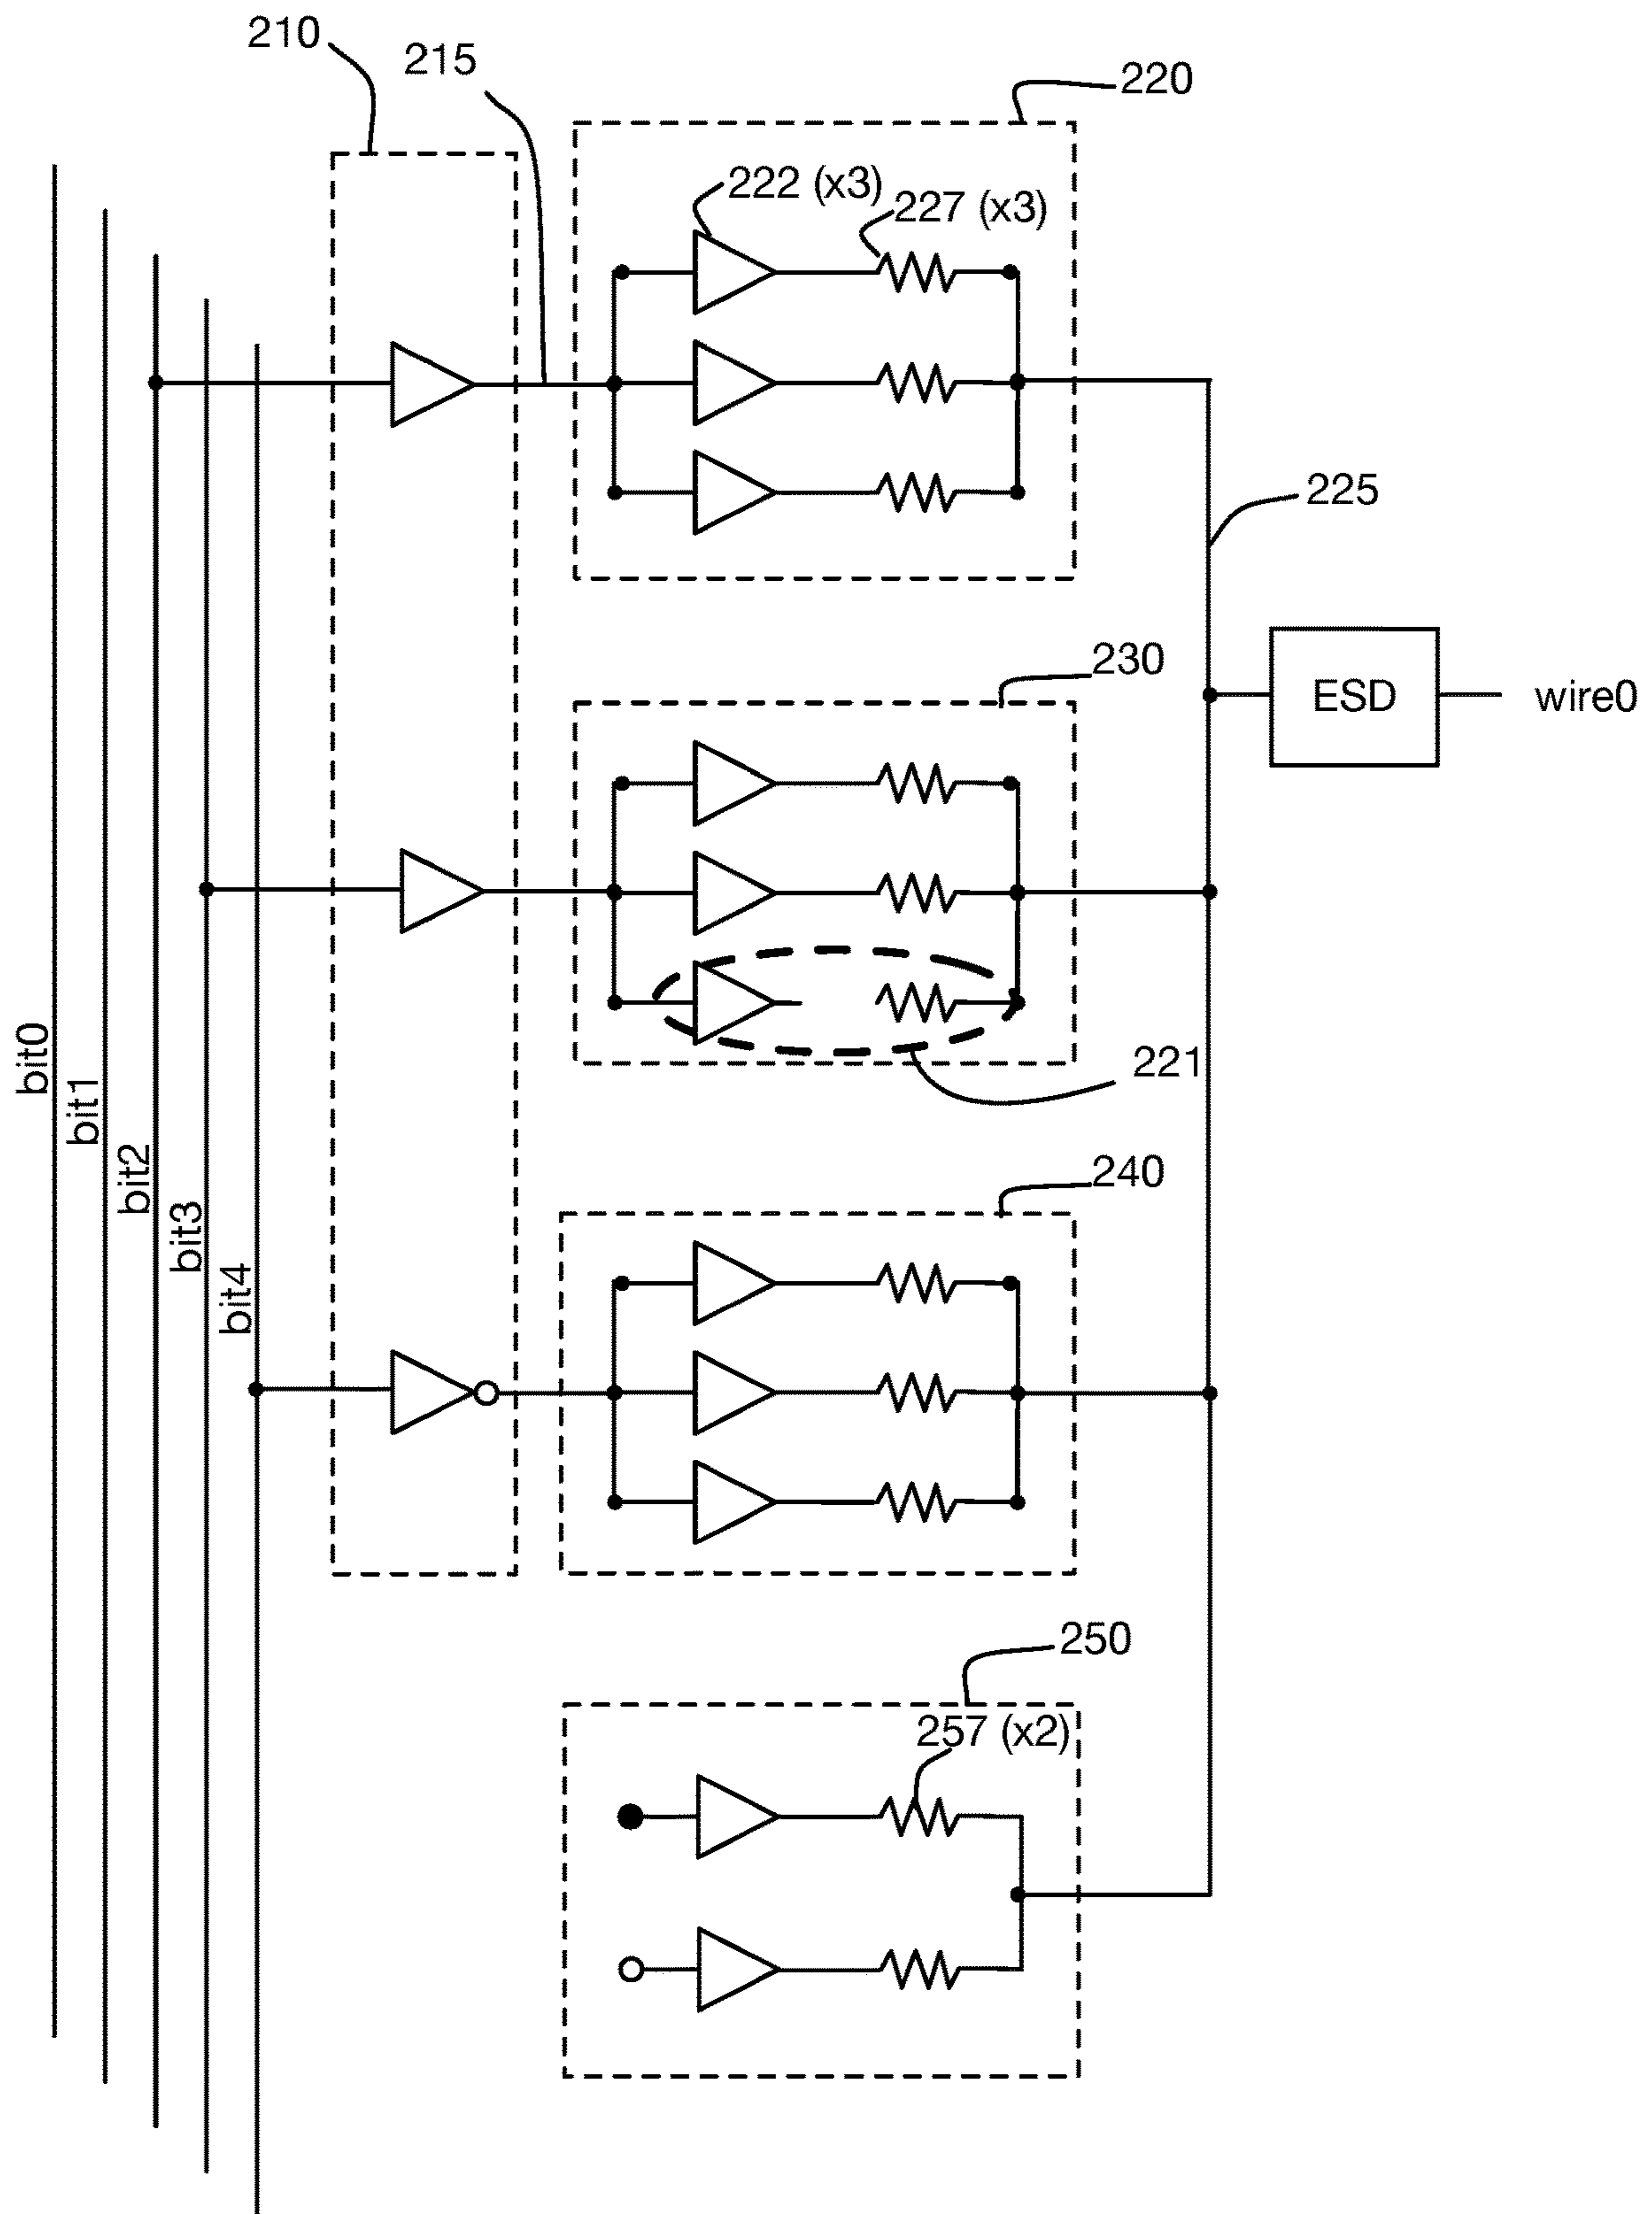 210
215
220
222 (x3)
227 (x3)
225
230
ESD
wire0
bit0
bit1
bit2
bit3
bit4
221
240
250
257 (x2)